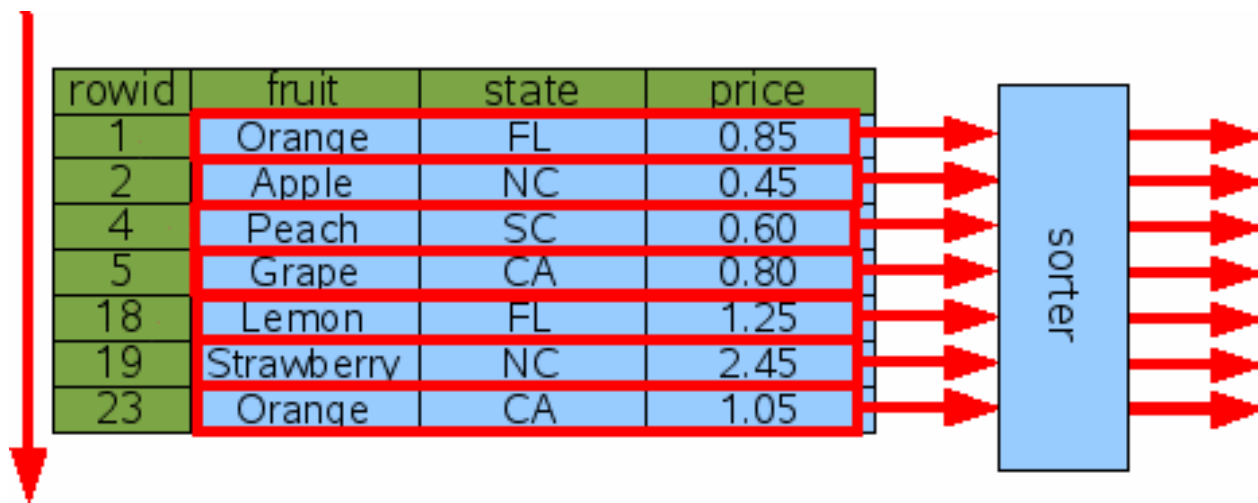 rowid fruit state price
1 Orange FL 0.85
2 Apple NC 0.45
4 Peach SC 0.60
5 Grape CA 0.80
18 Lemon FL 1.25
19 Strawberry NC 2.45
23 Orange CA 1.05
sorter